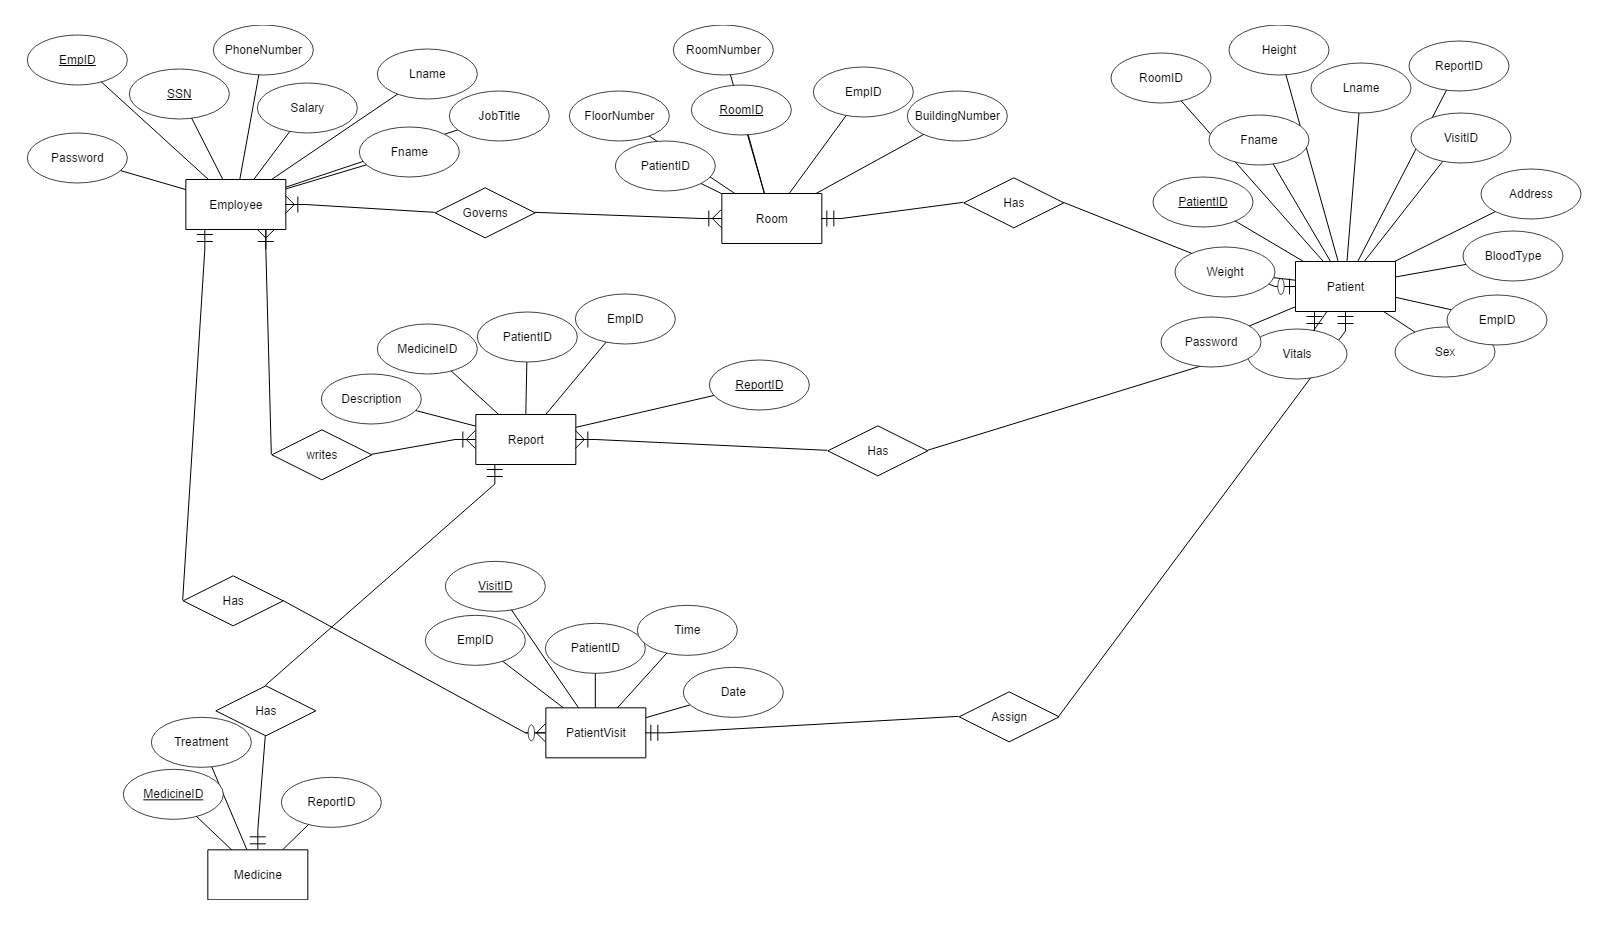 EmpID
PhoneNumber
SSN
Salary
Lname
JobTitle
Fname
Password
Employee
Governs
RoomNumber
RoomID
EmpID
FloorNumber
BuildingNumber
PatientID
Room
Has
RoomID
Height
Lname
ReportID
Fname
VisitID
PatientID
Address
Weight
BloodType
Patient
EmpID
Password
Vitals
Sex
MedicineID
PatientID
EmpID
Description
ReportID
Report
writes
Has
Has
VisitID
EmpID
PatientID
Time
Date
PatientVisit
Assign
Has
Treatment
MedicineID
ReportID
Medicine